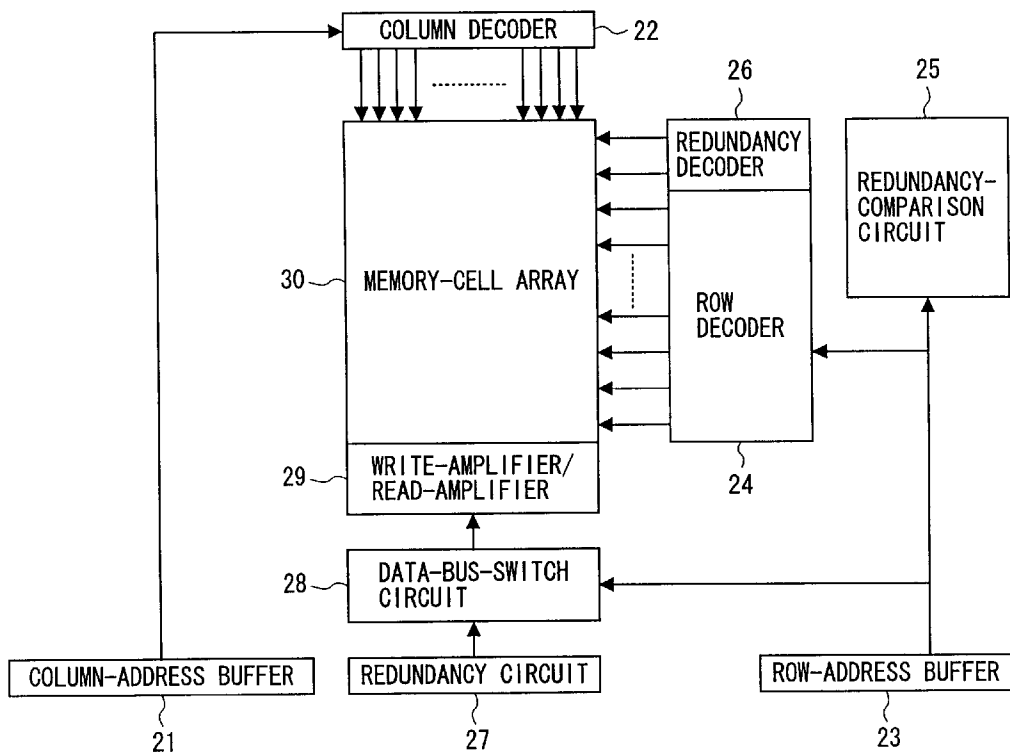 COLUMN DECODER
22
26
25
REDUNDANCY
DECODER
REDUNDANCY-
COMPARISON
CIRCUIT
30
MEMORY-CELL ARRAY
ROW
DECODER
29
WRITE-AMPLIFIER/
READ-AMPLIFIER
24
28
DATA-BUS-SWITCH
CIRCUIT
COLUMN-ADDRESS BUFFER
REDUNDANCY CIRCUIT
ROW-ADDRESS BUFFER
21
27
23